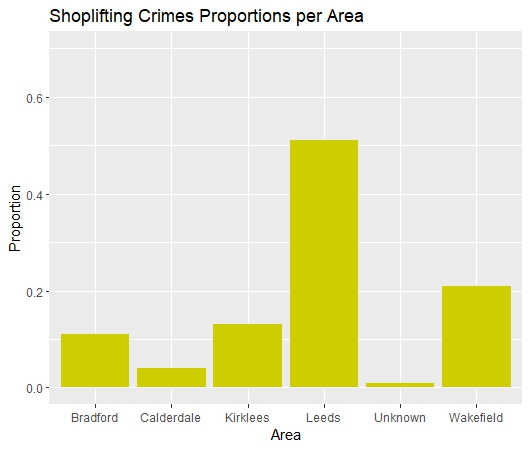 Shoplifting Crimes Proportions per Area
Proportion
0.6
0.4
0.2
0.0
Bradford Calderdale Kirklees Leeds Unknown Wakefield
Area